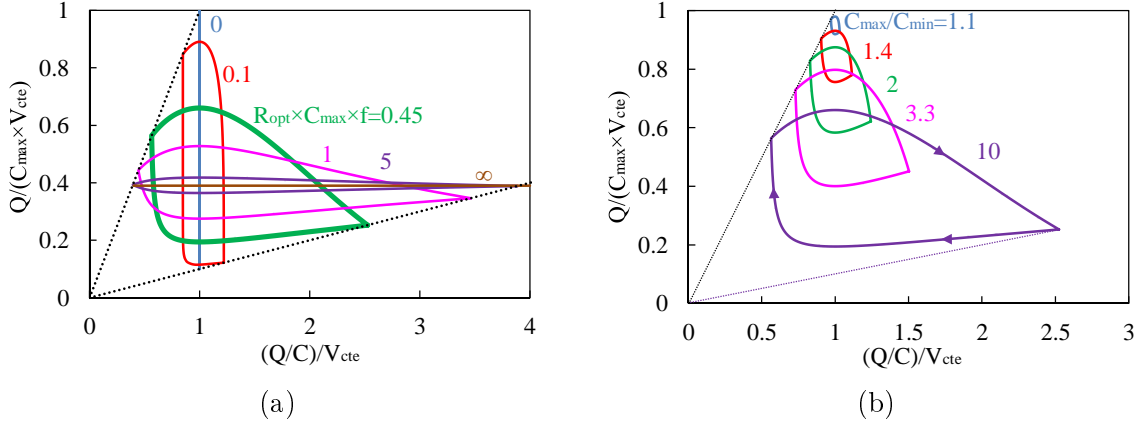 (a)
Q/(Cmax×Vcte)
1
0.8
0.6
0.4
0.2
0
0
0.1
Ropt×Cmax×f=0.45
1
5
∞
0 1 2 3 4
(Q/C)/Vcte
(b)
Q/(Cmax×Vcte)
1
0.8
0.6
0.4
0.2
0
Cmax/Cmin=1.1
1.4
2
3.3
10
0 0.5 1 1.5 2 2.5 3
(Q/C)/Vcte